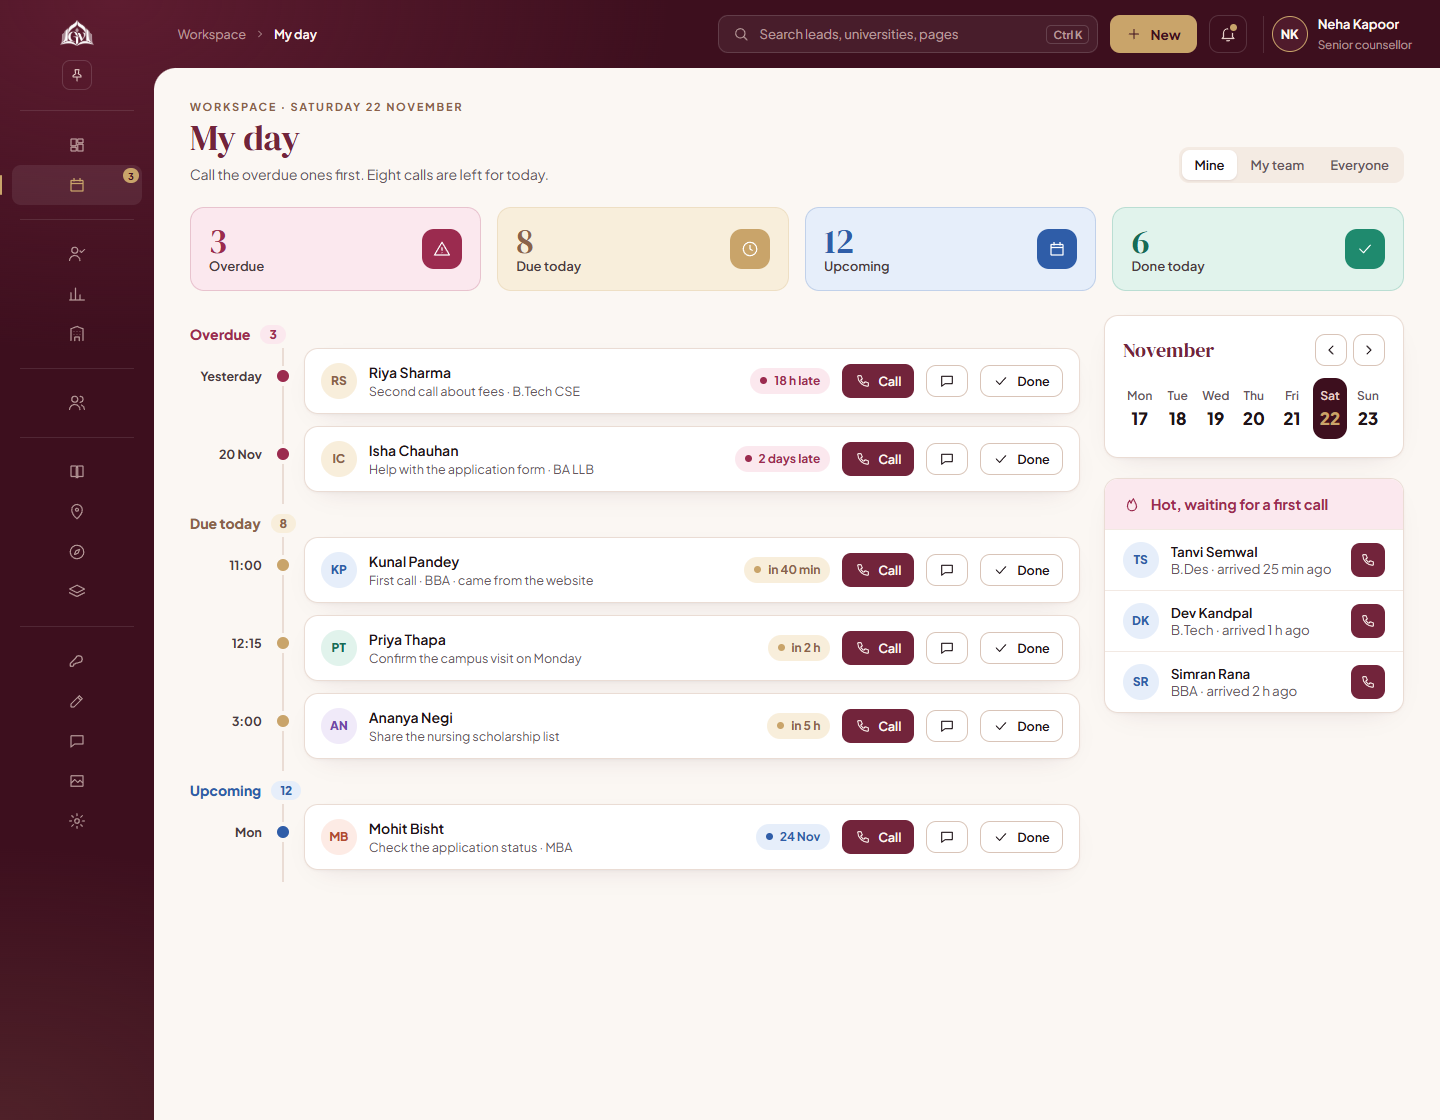 Workspace > My day
Search leads, universities, pages
Ctrl K
+ New
NK
Neha Kapoor
Senior counsellor
3
WORKSPACE · SATURDAY 22 NOVEMBER
My day
Call the overdue ones first. Eight calls are left for today.
Mine
My team
Everyone
3
Overdue
8
Due today
12
Upcoming
6
Done today
Overdue 3
Yesterday
RS
Riya Sharma
Second call about fees · B.Tech CSE
18 h late
Call
Done
20 Nov
IC
Isha Chauhan
Help with the application form · BA LLB
2 days late
Call
Done
Due today 8
11:00
KP
Kunal Pandey
First call · BBA · came from the website
in 40 min
Call
Done
12:15
PT
Priya Thapa
Confirm the campus visit on Monday
in 2 h
Call
Done
3:00
AN
Ananya Negi
Share the nursing scholarship list
in 5 h
Call
Done
Upcoming 12
Mon
MB
Mohit Bisht
Check the application status · MBA
24 Nov
Call
Done
November
Mon Tue Wed Thu Fri Sat Sun
17 18 19 20 21 22 23
Hot, waiting for a first call
TS
Tanvi Semwal
B.Des · arrived 25 min ago
DK
Dev Kandpal
B.Tech · arrived 1 h ago
SR
Simran Rana
BBA · arrived 2 h ago